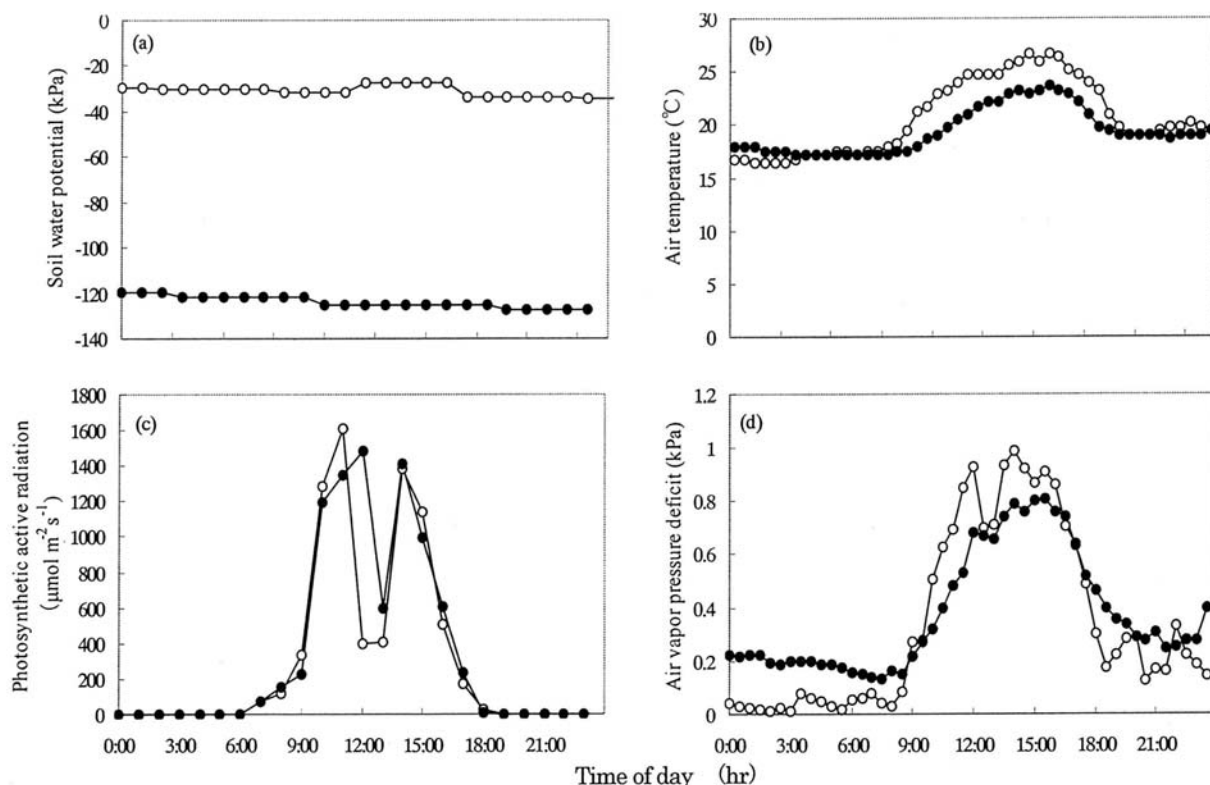 (a)
Soil water potential (kPa)
0
-20
-40
-60
-80
-100
-120
-140
(b)
Air temperature (℃)
30
25
20
15
10
5
0
(c)
Photosynthetic active radiation
(μmol m⁻² s⁻¹)
1800
1600
1400
1200
1000
800
600
400
200
0
0:00 3:00 6:00 9:00 12:00 15:00 18:00 21:00
(d)
Air vapor pressure deficit (kPa)
1.2
1
0.8
0.6
0.4
0.2
0
0:00 3:00 9:00 12:00 15:00 18:00 21:00
Time of day (hr)